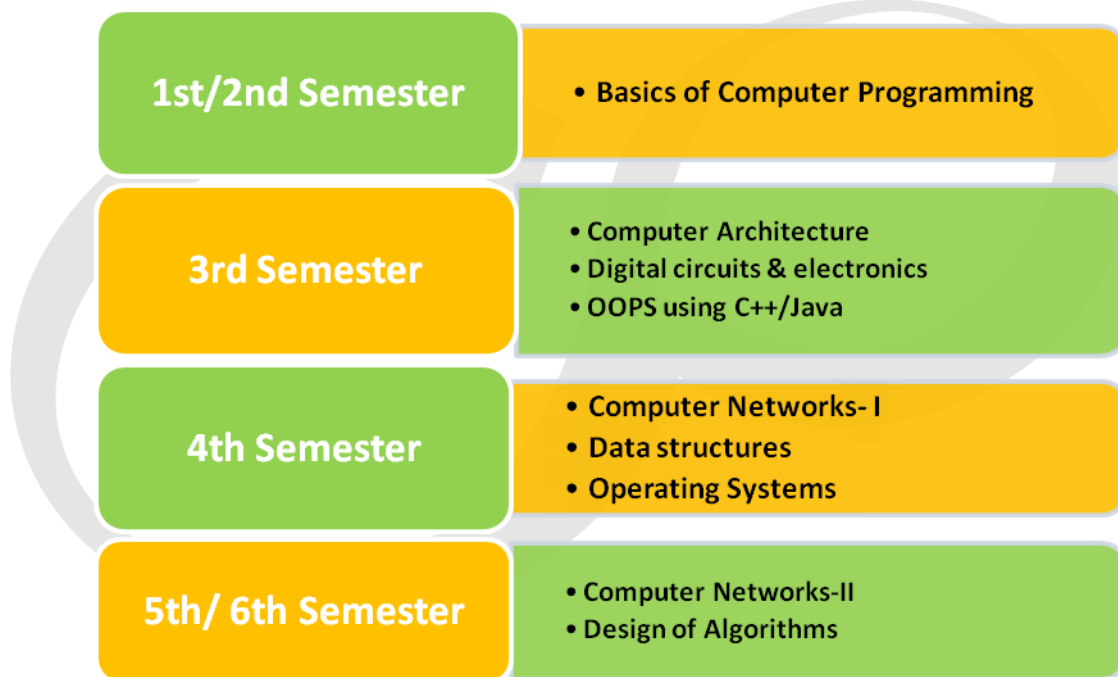 1st/2nd Semester
• Basics of Computer Programming
3rd Semester
• Computer Architecture
• Digital circuits & electronics
• OOPS using C++/Java
4th Semester
• Computer Networks- I
• Data structures
• Operating Systems
5th/ 6th Semester
• Computer Networks-II
• Design of Algorithms